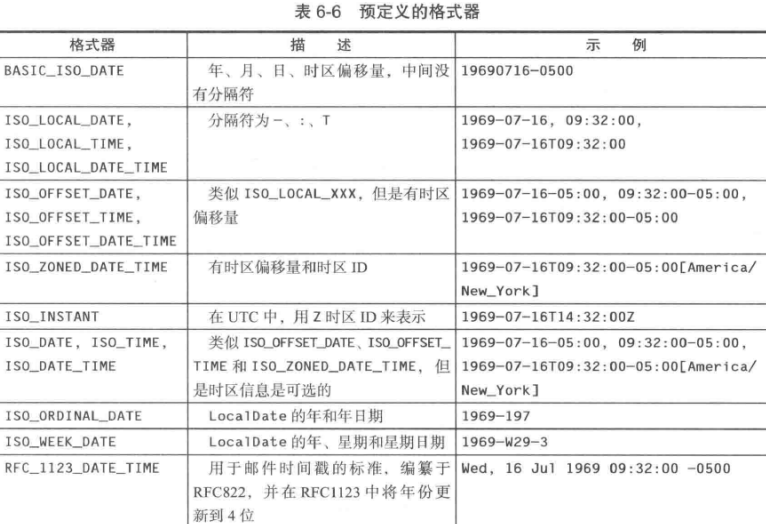 表 6-6 预定义的格式器
格式器 描 述 示 例
BASIC_ISO_DATE 年、月、日、时区偏移量，中间没 19690716-0500
有分隔符
ISO_LOCAL_DATE, 分隔符为 -、:、T 1969-07-16, 09:32:00,
ISO_LOCAL_TIME, 1969-07-16T09:32:00
ISO_LOCAL_DATE_TIME
ISO_OFFSET_DATE, 类似 ISO_LOCAL_XXX，但是有时区 1969-07-16-05:00, 09:32:00-05:00,
ISO_OFFSET_TIME, 偏移量 1969-07-16T09:32:00-05:00
ISO_OFFSET_DATE_TIME
ISO_ZONED_DATE_TIME 有时区偏移量和时区 ID 1969-07-16T09:32:00-05:00[America/
New_York]
ISO_INSTANT 在 UTC 中，用 Z 时区 ID 来表示 1969-07-16T14:32:00Z
ISO_DATE, ISO_TIME, 类似 ISO_OFFSET_DATE、ISO_OFFSET_ 1969-07-16-05:00, 09:32:00-05:00,
ISO_DATE_TIME TIME 和 ISO_ZONED_DATE_TIME，但 1969-07-16T09:32:00-05:00[America/
是时区信息是可选的 New_York]
ISO_ORDINAL_DATE LocalDate 的年和年日期 1969-197
ISO_WEEK_DATE LocalDate 的年、星期和星期日期 1969-W29-3
RFC_1123_DATE_TIME 用于邮件时间戳的标准，编纂于 Wed, 16 Jul 1969 09:32:00 -0500
RFC822，并在 RFC1123 中将年份更
新到 4 位